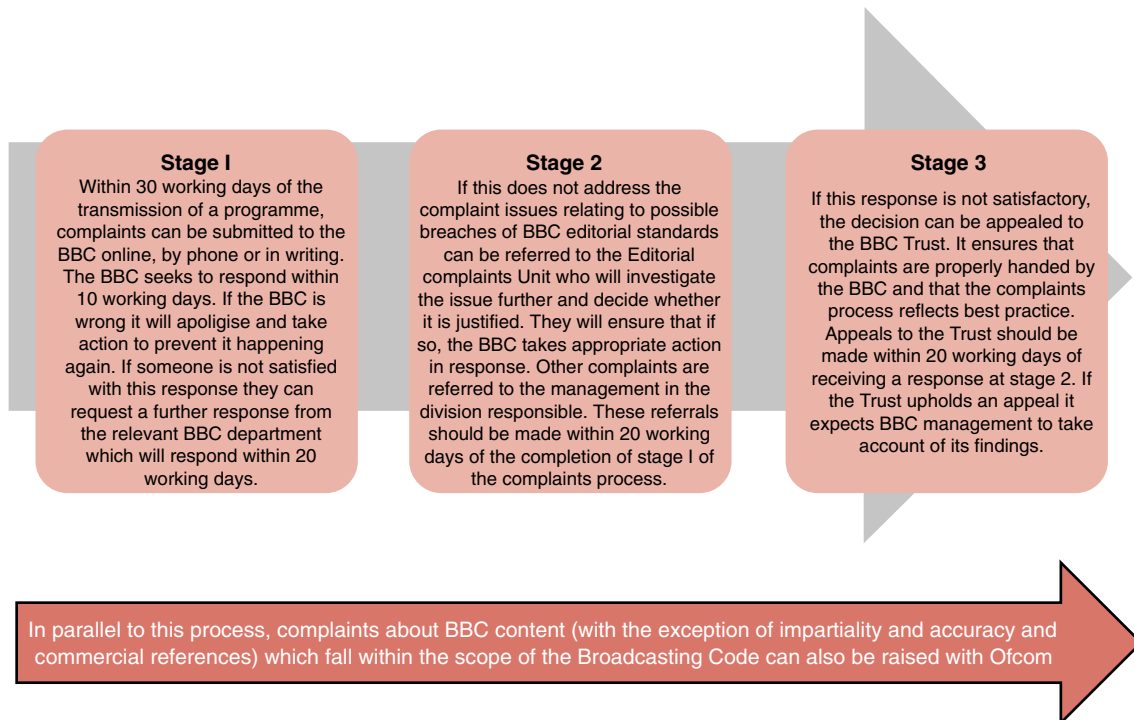 Stage I
Within 30 working days of the
transmission of a programme,
complaints can be submitted to the
BBC online, by phone or in writing.
The BBC seeks to respond within
10 working days. If the BBC is
wrong it will apoligise and take
action to prevent it happening
again. If someone is not satisfied
with this response they can
request a further response from
the relevant BBC department
which will respond within 20
working days.
Stage 2
If this does not address the
complaint issues relating to possible
breaches of BBC editorial standards
can be referred to the Editorial
complaints Unit who will investigate
the issue further and decide whether
it is justified. They will ensure that if
so, the BBC takes appropriate action
in response. Other complaints are
referred to the management in the
division responsible. These referrals
should be made within 20 working
days of the completion of stage I of
the complaints process.
Stage 3
If this response is not satisfactory,
the decision can be appealed to
the BBC Trust. It ensures that
complaints are properly handed by
the BBC and that the complaints
process reflects best practice.
Appeals to the Trust should be
made within 20 working days of
receiving a response at stage 2. If
the Trust upholds an appeal it
expects BBC management to take
account of its findings.
In parallel to this process, complaints about BBC content (with the exception of impartiality and accuracy and
commercial references) which fall within the scope of the Broadcasting Code can also be raised with Ofcom